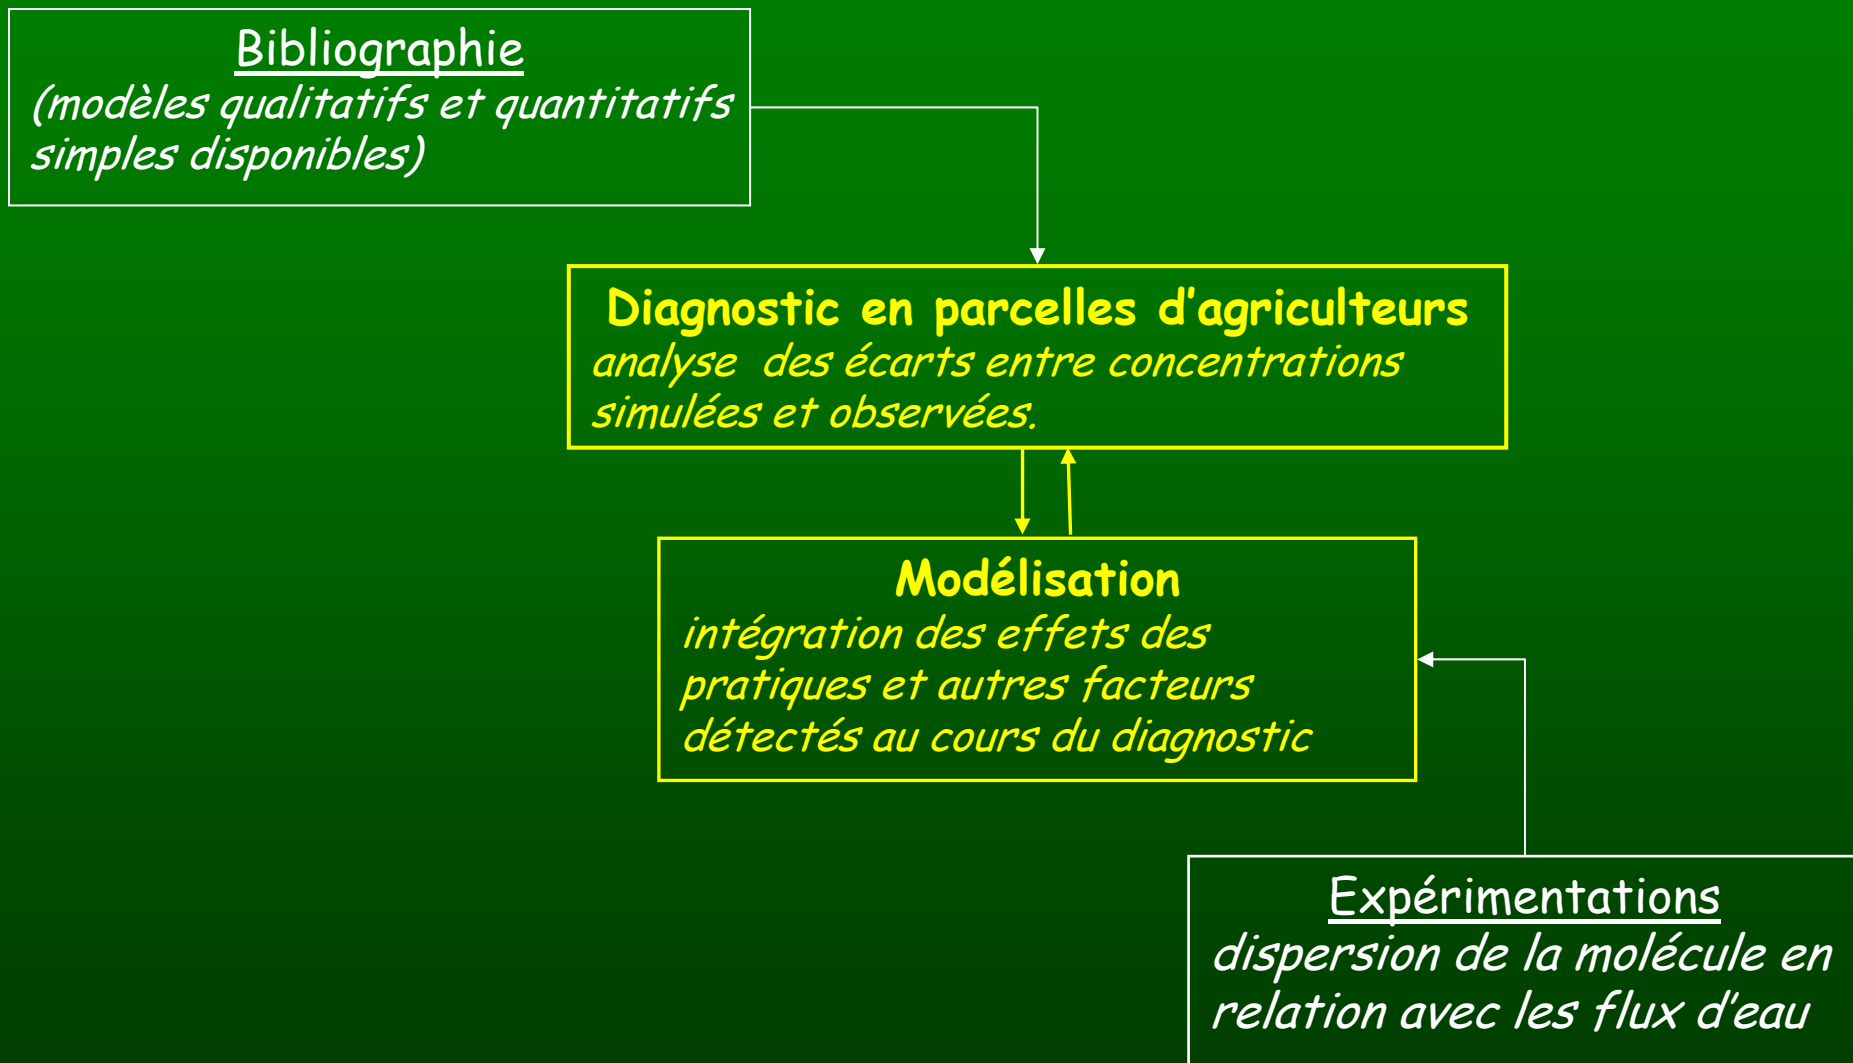 Bibliographie
(modèles qualitatifs et quantitatifs
simples disponibles)
Diagnostic en parcelles d’agriculteurs
analyse des écarts entre concentrations
simulées et observées.
Modélisation
intégration des effets des
pratiques et autres facteurs
détectés au cours du diagnostic
Expérimentations
dispersion de la molécule en
relation avec les flux d’eau